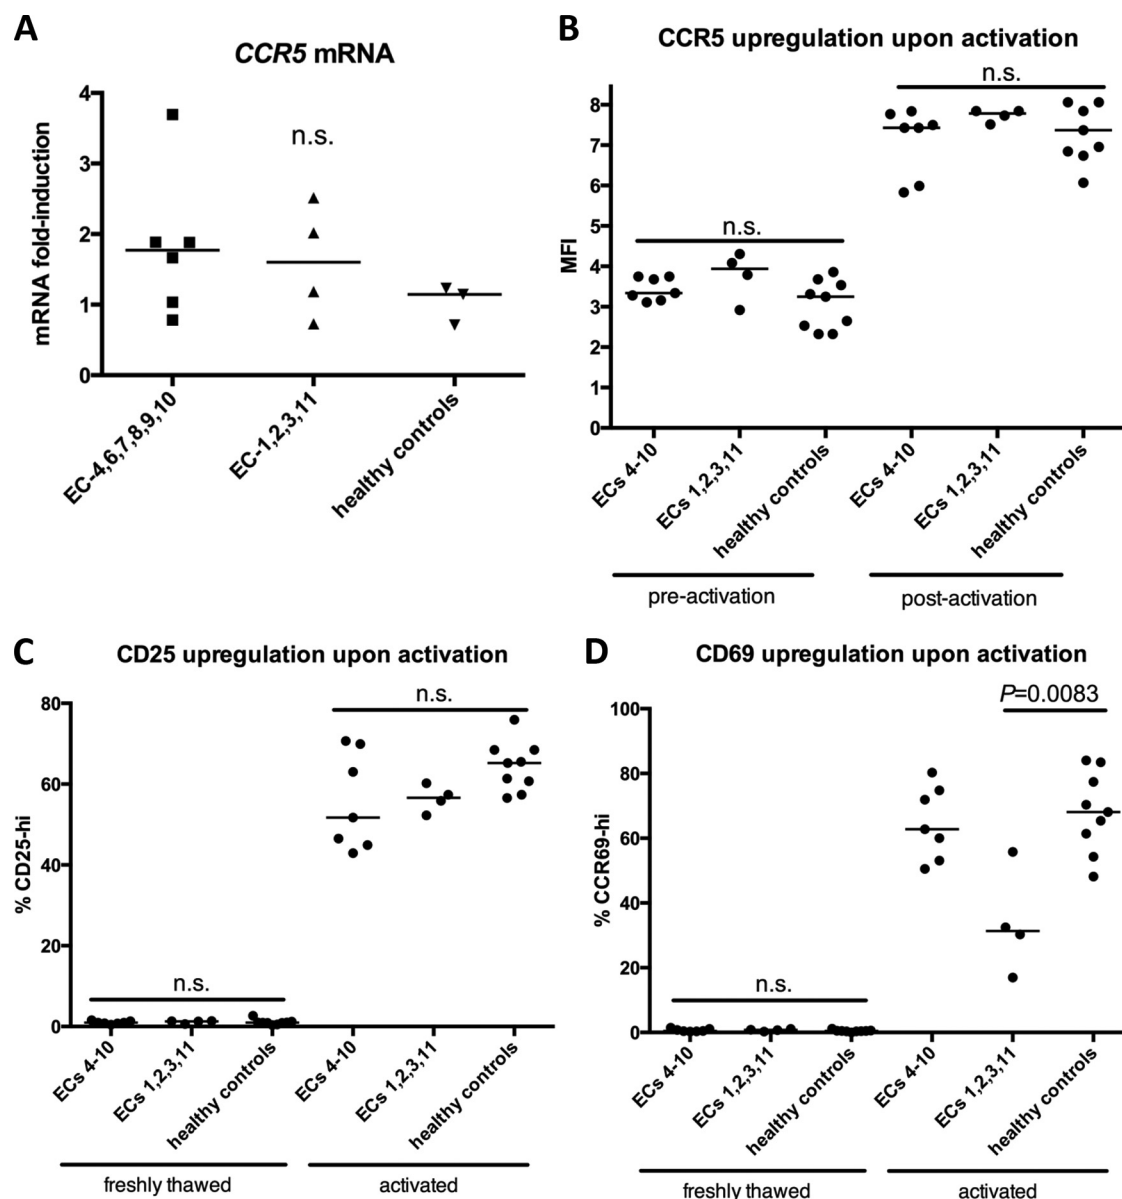 A
CCR5 mRNA
mRNA fold-induction
4
3
2
1
0
n.s.
EC-4,6,7,8,9,10
EC-1,2,3,11
healthy controls
B
CCR5 upregulation upon activation
MFI
8
7
6
5
4
3
2
1
0
n.s.
n.s.
ECs 4-10
ECs 1,2,3,11
healthy controls
ECs 4-10
ECs 1,2,3,11
healthy controls
pre-activation
post-activation
C
CD25 upregulation upon activation
% CD25-hi
80
60
40
20
0
n.s.
n.s.
ECs 4-10
ECs 1,2,3,11
healthy controls
ECs 4-10
ECs 1,2,3,11
healthy controls
freshly thawed
activated
D
CD69 upregulation upon activation
% CCR69-hi
100
80
60
40
20
0
n.s.
P=0.0083
ECs 4-10
ECs 1,2,3,11
healthy controls
ECs 4-10
ECs 1,2,3,11
healthy controls
freshly thawed
activated